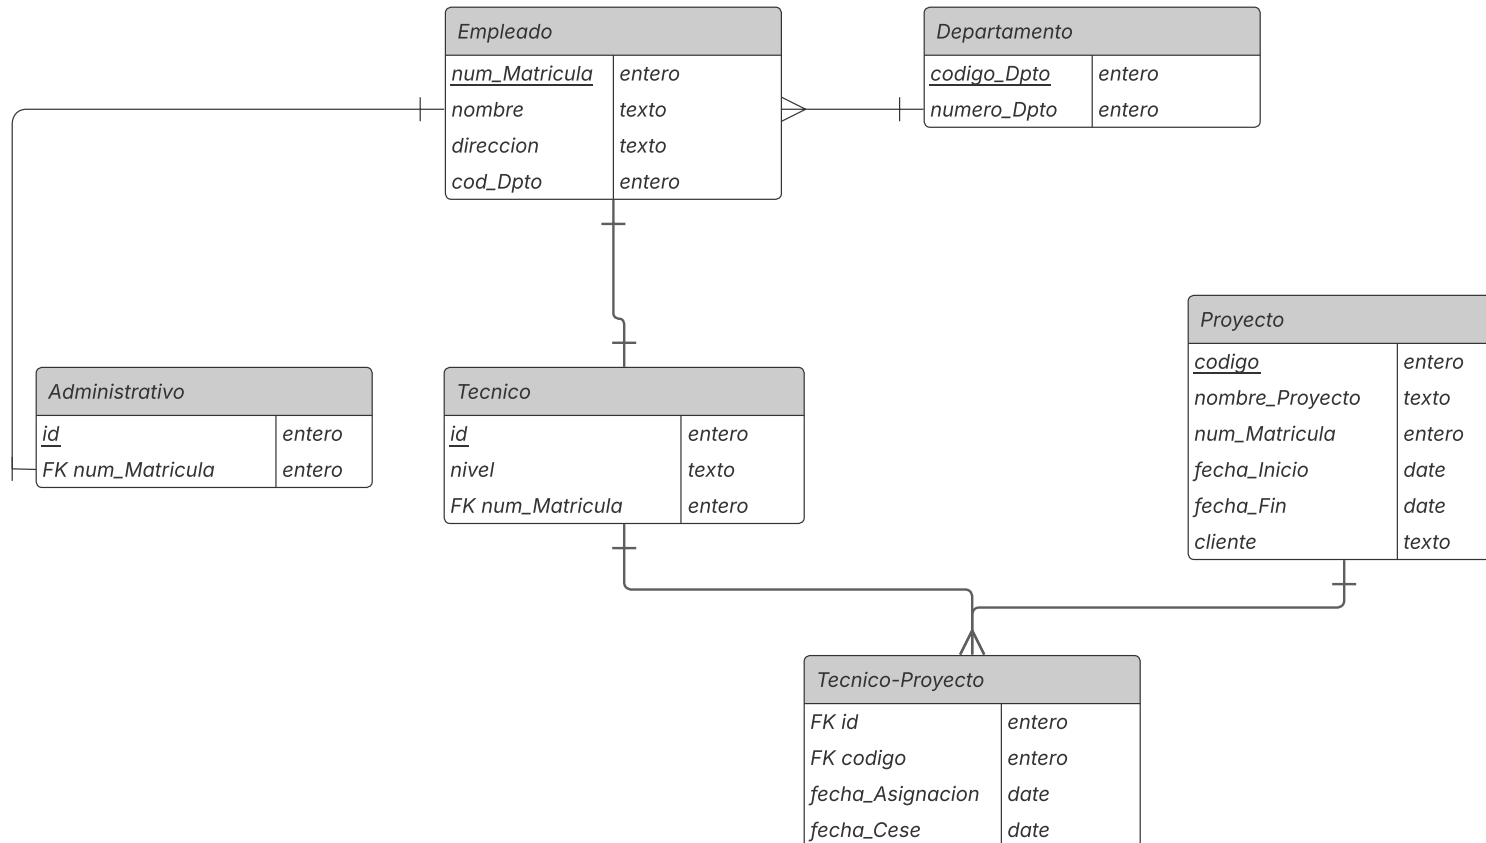 Empleado
num_Matricula entero
nombre texto
direccion texto
cod_Dpto entero
Departamento
codigo_Dpto entero
numero_Dpto entero
Proyecto
codigo entero
nombre_Proyecto texto
num_Matricula entero
fecha_Inicio date
fecha_Fin date
cliente texto
Administrativo
id entero
FK num_Matricula entero
Tecnico
id entero
nivel texto
FK num_Matricula entero
Tecnico-Proyecto
FK id entero
FK codigo entero
fecha_Asignacion date
fecha_Cese date